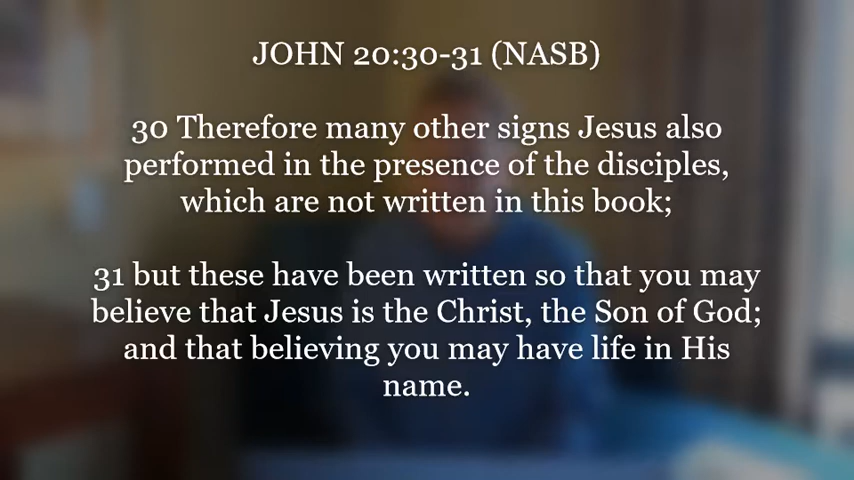 JOHN 20:30-31 (NASB)
30 Therefore many other signs Jesus also
performed in the presence of the disciples,
which are not written in this book;
31 but these have been written so that you may
believe that Jesus is the Christ, the Son of God;
and that believing you may have life in His
name.